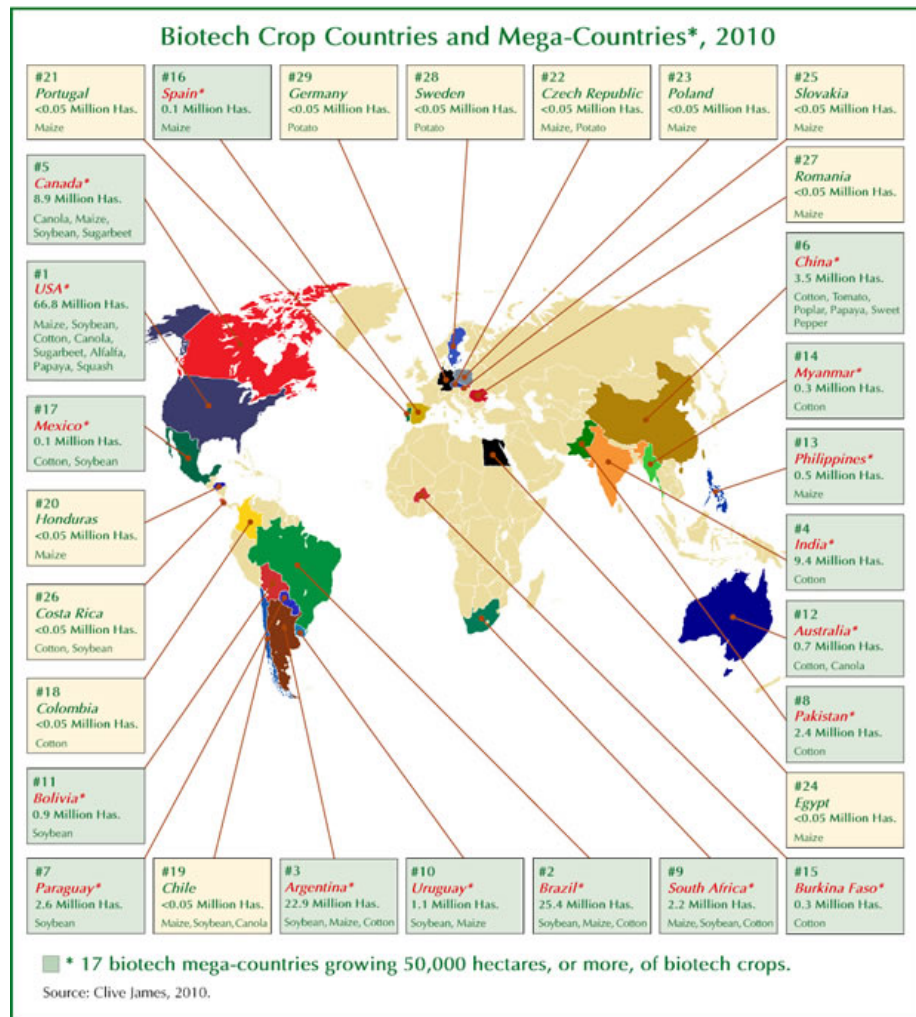 Biotech Crop Countries and Mega-Countries*, 2010
#21
Portugal
<0.05 Million Has.
Maize
#16
Spain*
0.1 Million Has.
Maize
#29
Germany
<0.05 Million Has.
Potato
#28
Sweden
<0.05 Million Has.
Potato
#22
Czech Republic
<0.05 Million Has.
Maize, Potato
#23
Poland
<0.05 Million Has.
Maize
#25
Slovakia
<0.05 Million Has.
Maize
#5
Canada*
8.9 Million Has.
Canola, Maize,
Soybean, Sugarbeet
#27
Romania
<0.05 Million Has.
Maize
#1
USA*
66.8 Million Has.
Maize, Soybean,
Cotton, Canola,
Sugarbeet, Alfalfa,
Papaya, Squash
#6
China*
3.5 Million Has.
Cotton, Tomato,
Poplar, Papaya, Sweet
Pepper
#14
Myanmar*
0.3 Million Has.
Cotton
#17
Mexico*
0.1 Million Has.
Cotton, Soybean
#13
Philippines*
0.5 Million Has.
Maize
#20
Honduras
<0.05 Million Has.
Maize
#4
India*
9.4 Million Has.
Cotton
#26
Costa Rica
<0.05 Million Has.
Cotton, Soybean
#12
Australia*
0.7 Million Has.
Cotton, Canola
#18
Colombia
<0.05 Million Has.
Cotton
#8
Pakistan*
2.4 Million Has.
Cotton
#11
Bolivia*
0.9 Million Has.
Soybean
#24
Egypt
<0.05 Million Has.
Maize
#7
Paraguay*
2.6 Million Has.
Soybean
#19
Chile
<0.05 Million Has.
Maize, Soybean, Canola
#3
Argentina*
22.9 Million Has.
Soybean, Maize, Cotton
#10
Uruguay*
1.1 Million Has.
Soybean, Maize
#2
Brazil*
25.4 Million Has.
Soybean, Maize, Cotton
#9
South Africa*
2.2 Million Has.
Maize, Soybean, Cotton
#15
Burkina Faso*
0.3 Million Has.
Cotton
* 17 biotech mega-countries growing 50,000 hectares, or more, of biotech crops.
Source: Clive James, 2010.